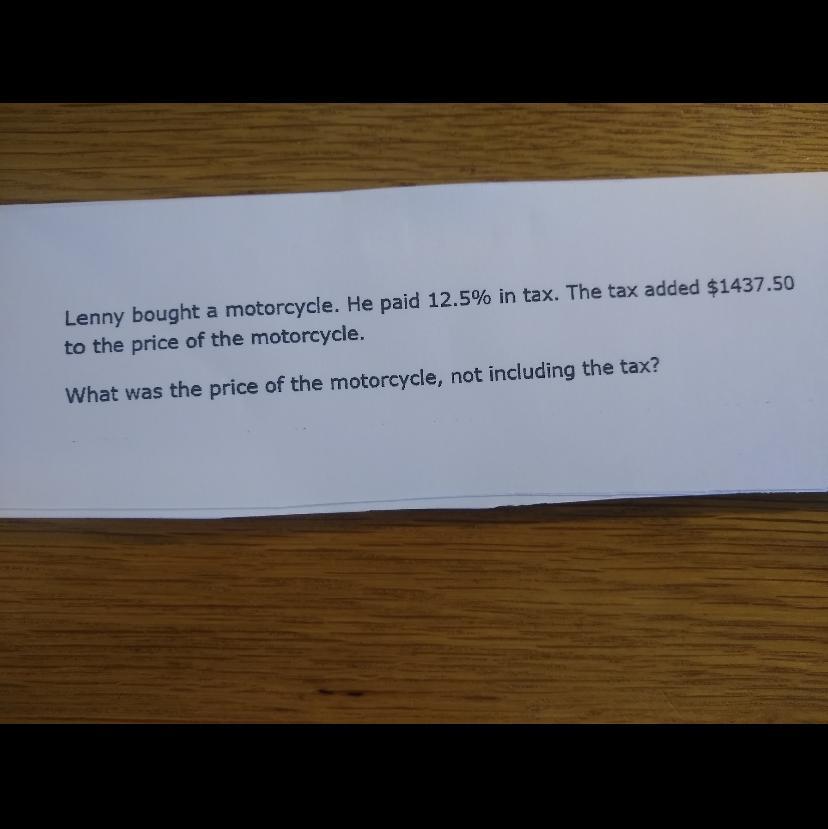 Lenny bought a motorcycle. He paid 12.5% in tax. The tax added $1437.50
to the price of the motorcycle.
What was the price of the motorcycle, not including the tax?